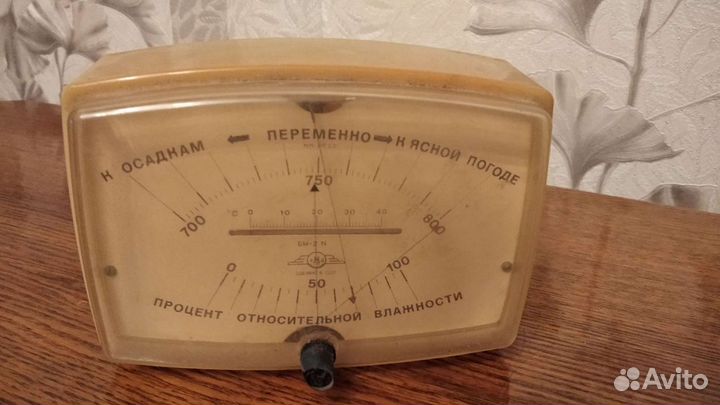 К ОСАДКАМ ← ПЕРЕМЕННО → К ЯСНОЙ ПОГОДЕ
700 750 800
°C 0 10 20 30 40
БМ-2 N
0 50 100
ПРОЦЕНТ ОТНОСИТЕЛЬНОЙ ВЛАЖНОСТИ
Avito